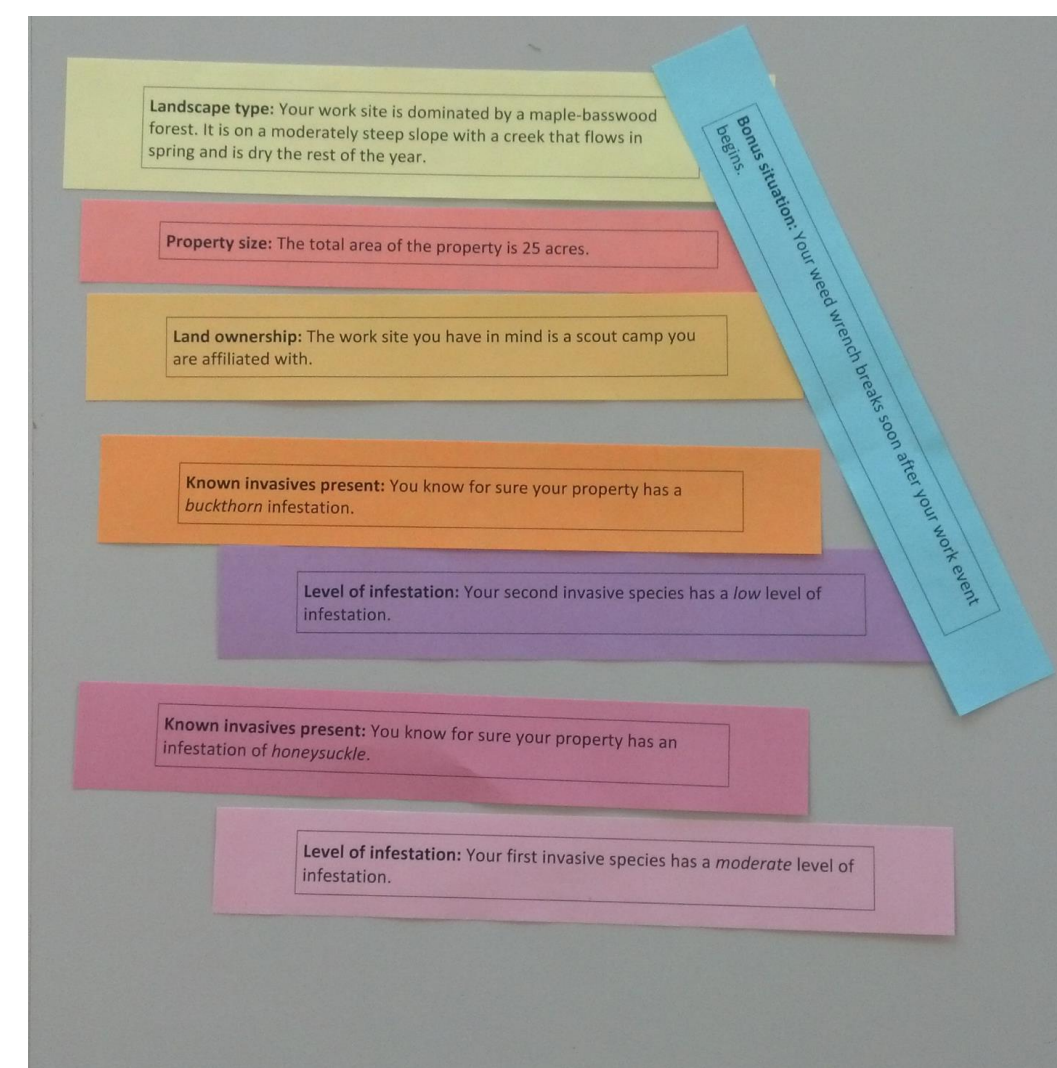 Landscape type: Your work site is dominated by a maple-basswood
forest. It is on a moderately steep slope with a creek that flows in
spring and is dry the rest of the year.
Property size: The total area of the property is 25 acres.
Land ownership: The work site you have in mind is a scout camp you
are affiliated with.
Known invasives present: You know for sure your property has a
buckthorn infestation.
Level of infestation: Your second invasive species has a low level of
infestation.
Known invasives present: You know for sure your property has an
infestation of honeysuckle.
Level of infestation: Your first invasive species has a moderate level of
infestation.
Bonus situation: Your weed wrench breaks soon after your work event
begins.